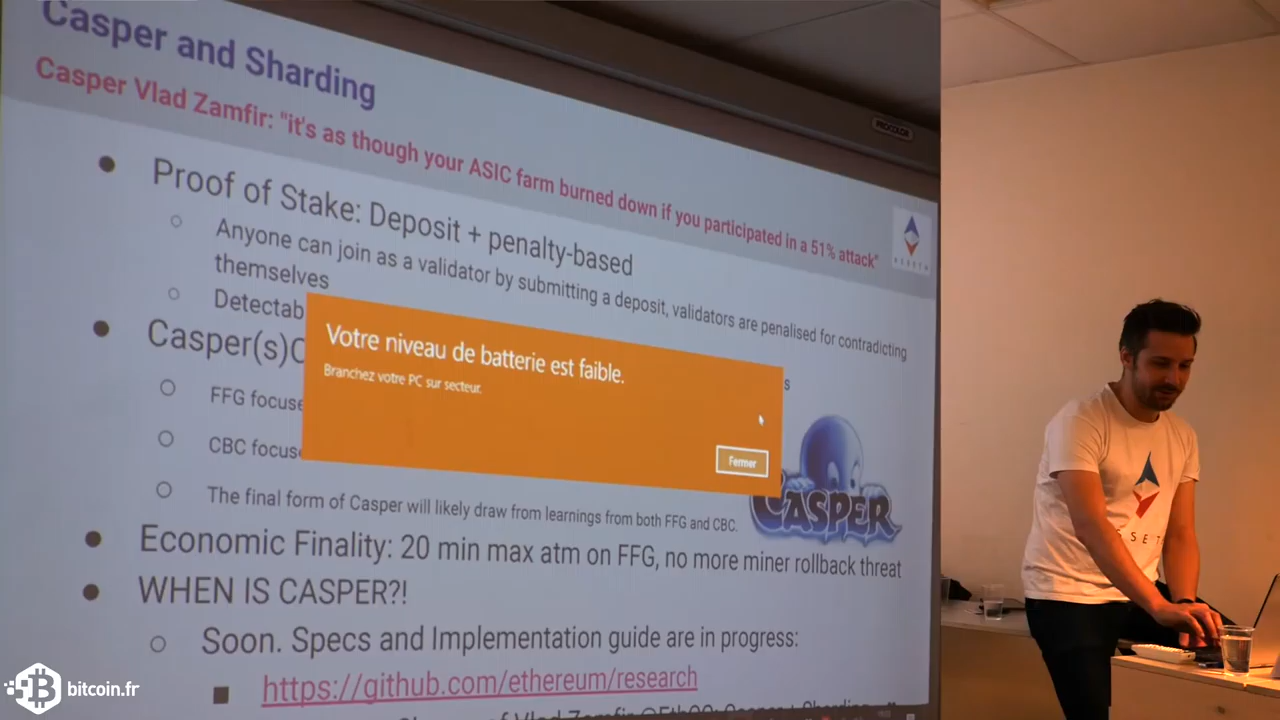 Casper and Sharding
Casper Vlad Zamfir: "it's as though your ASIC farm burned down if you participated in a 51% attack"
Proof of Stake: Deposit + penalty-based
Anyone can join as a validator by submitting a deposit, validators are penalised for contradicting
themselves
Detectab
Casper(s)
FFG focuse
CBC focuse
The final form of Casper will likely draw from learnings from both FFG and CBC.
Economic Finality: 20 min max atm on FFG, no more miner rollback threat
WHEN IS CASPER?!
Soon. Specs and Implementation guide are in progress:
https://github.com/ethereum/research
Votre niveau de batterie est faible.
Branchez votre PC sur secteur.
Fermer
CASPER
PROCOLOR
bitcoin.fr